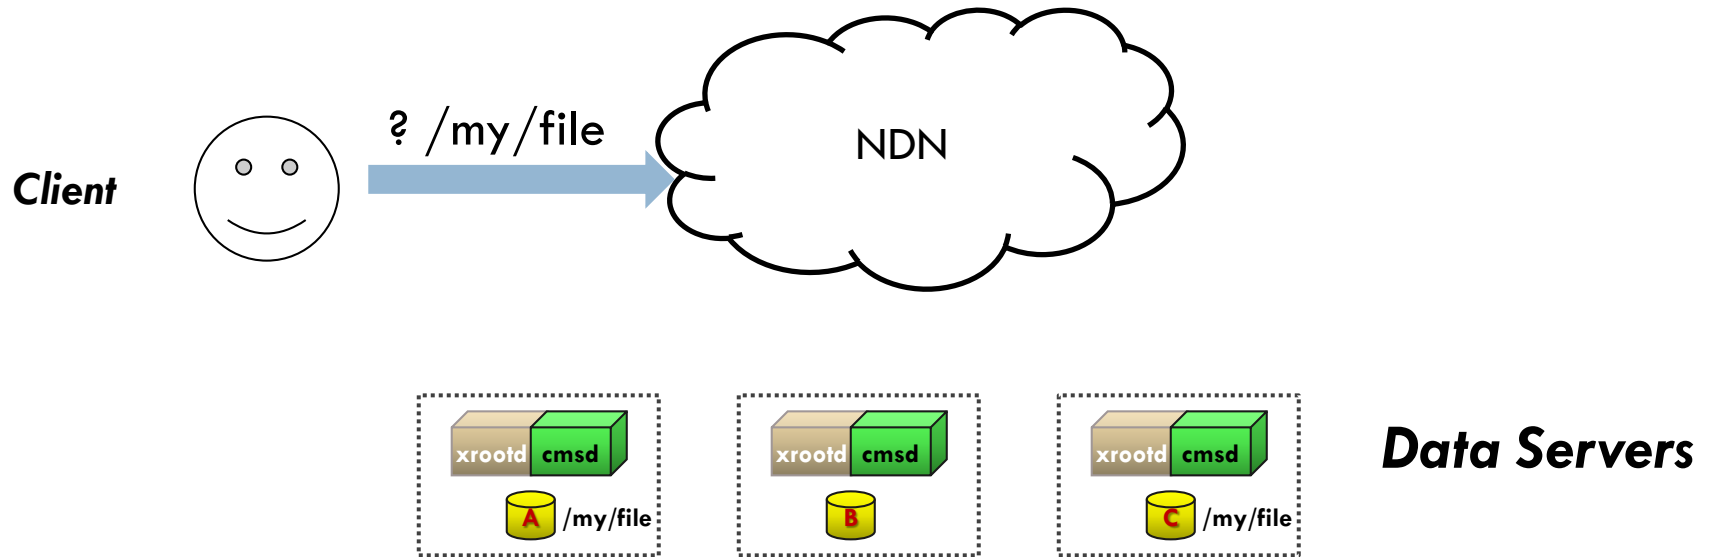 ? /my/file
NDN
Client
xrootd cmsd
A /my/file
xrootd cmsd
B
xrootd cmsd
C /my/file
Data Servers